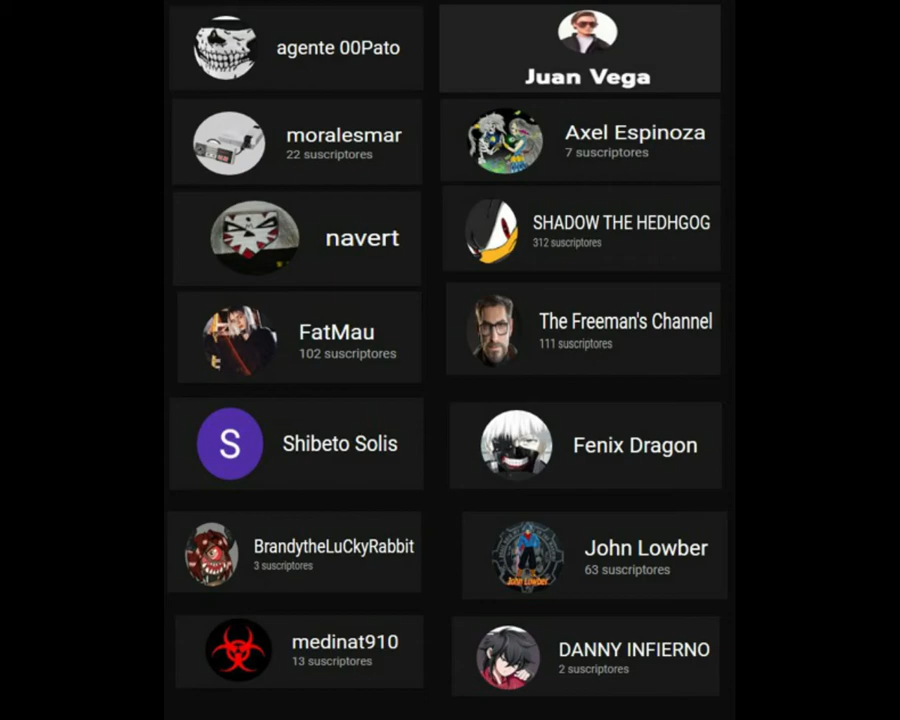 agente 00Pato
Juan Vega
moralesmar
22 suscriptores
Axel Espinoza
7 suscriptores
navert
SHADOW THE HEDHGOG
312 suscriptores
FatMau
102 suscriptores
The Freeman's Channel
111 suscriptores
S
Shibeto Solis
Fenix Dragon
BrandytheLuCkyRabbit
3 suscriptores
John Lowber
John Lowber
63 suscriptores
medinat910
13 suscriptores
DANNY INFIERNO
2 suscriptores